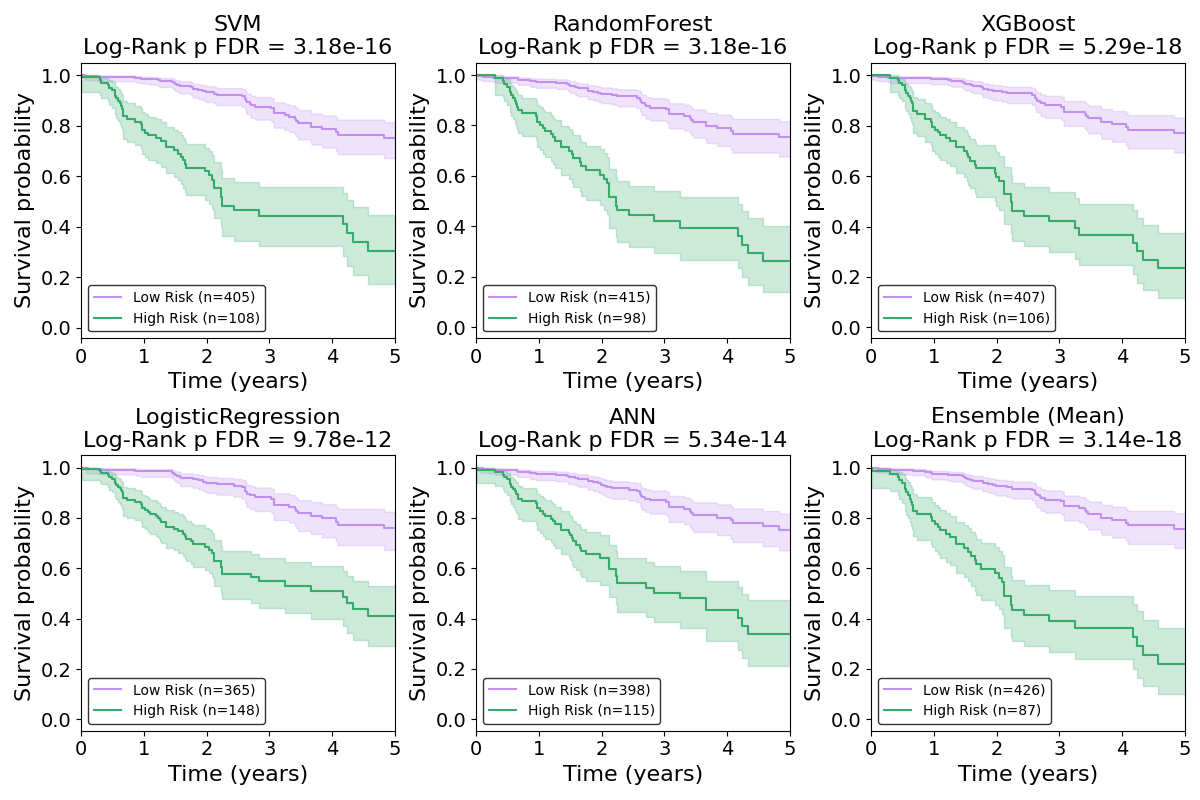 SVM
Log-Rank p FDR = 3.18e-16
Survival probability
1.0
0.8
0.6
0.4
0.2
0.0
Low Risk (n=405)
High Risk (n=108)
0 1 2 3 4 5
Time (years)
RandomForest
Log-Rank p FDR = 3.18e-16
Survival probability
1.0
0.8
0.6
0.4
0.2
0.0
Low Risk (n=415)
High Risk (n=98)
0 1 2 3 4 5
Time (years)
XGBoost
Log-Rank p FDR = 5.29e-18
Survival probability
1.0
0.8
0.6
0.4
0.2
0.0
Low Risk (n=407)
High Risk (n=106)
0 1 2 3 4 5
Time (years)
LogisticRegression
Log-Rank p FDR = 9.78e-12
Survival probability
1.0
0.8
0.6
0.4
0.2
0.0
Low Risk (n=365)
High Risk (n=148)
0 1 2 3 4 5
Time (years)
ANN
Log-Rank p FDR = 5.34e-14
Survival probability
1.0
0.8
0.6
0.4
0.2
0.0
Low Risk (n=398)
High Risk (n=115)
0 1 2 3 4 5
Time (years)
Ensemble (Mean)
Log-Rank p FDR = 3.14e-18
Survival probability
1.0
0.8
0.6
0.4
0.2
0.0
Low Risk (n=426)
High Risk (n=87)
0 1 2 3 4 5
Time (years)